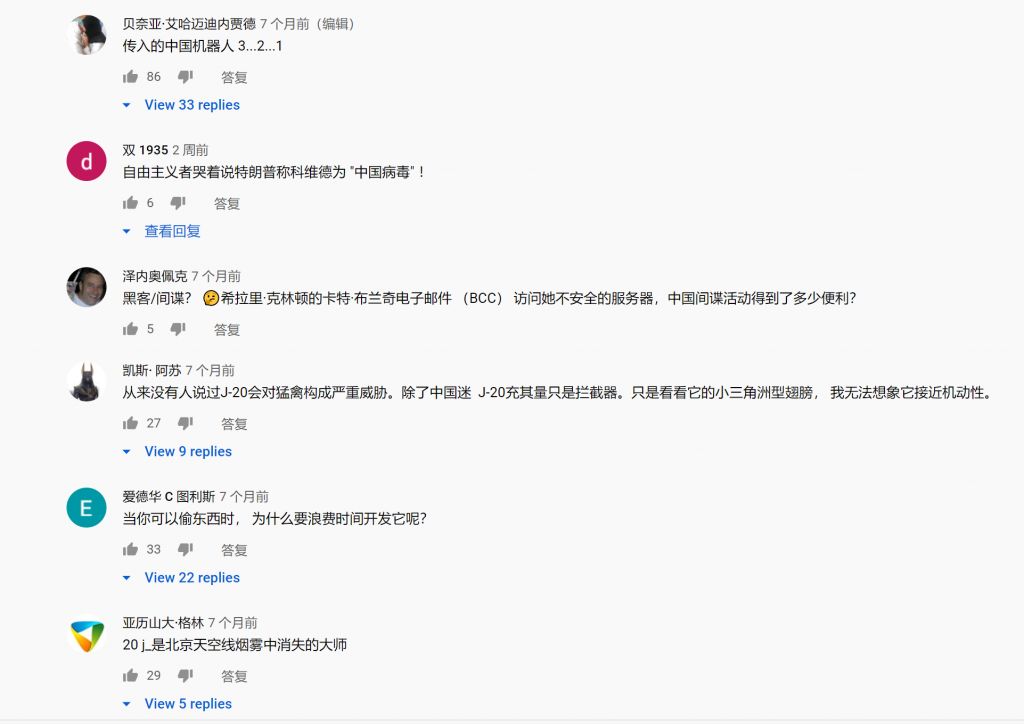 贝奈亚·艾哈迈迪内贾德 7 个月前（编辑）
传入的中国机器人 3...2...1
86 答复
View 33 replies
d
双 1935 2 周前
自由主义者哭着说特朗普称科维德为 "中国病毒"！
6 答复
查看回复
泽内奥佩克 7 个月前
黑客/间谍？ 🤔希拉里·克林顿的卡特·布兰奇电子邮件 （BCC） 访问她不安全的服务器，中国间谍活动得到了多少便利？
5 答复
凯斯· 阿苏 7 个月前
从来没有人说过J-20会对猛禽构成严重威胁。除了中国迷 J-20充其量只是拦截器。只是看看它的小三角洲型翅膀， 我无法想象它接近机动性。
27 答复
View 9 replies
E
爱德华 C 图利斯 7 个月前
当你可以偷东西时， 为什么要浪费时间开发它呢？
33 答复
View 22 replies
亚历山大·格林 7 个月前
20 j_是北京天空线烟雾中消失的大师
29 答复
View 5 replies